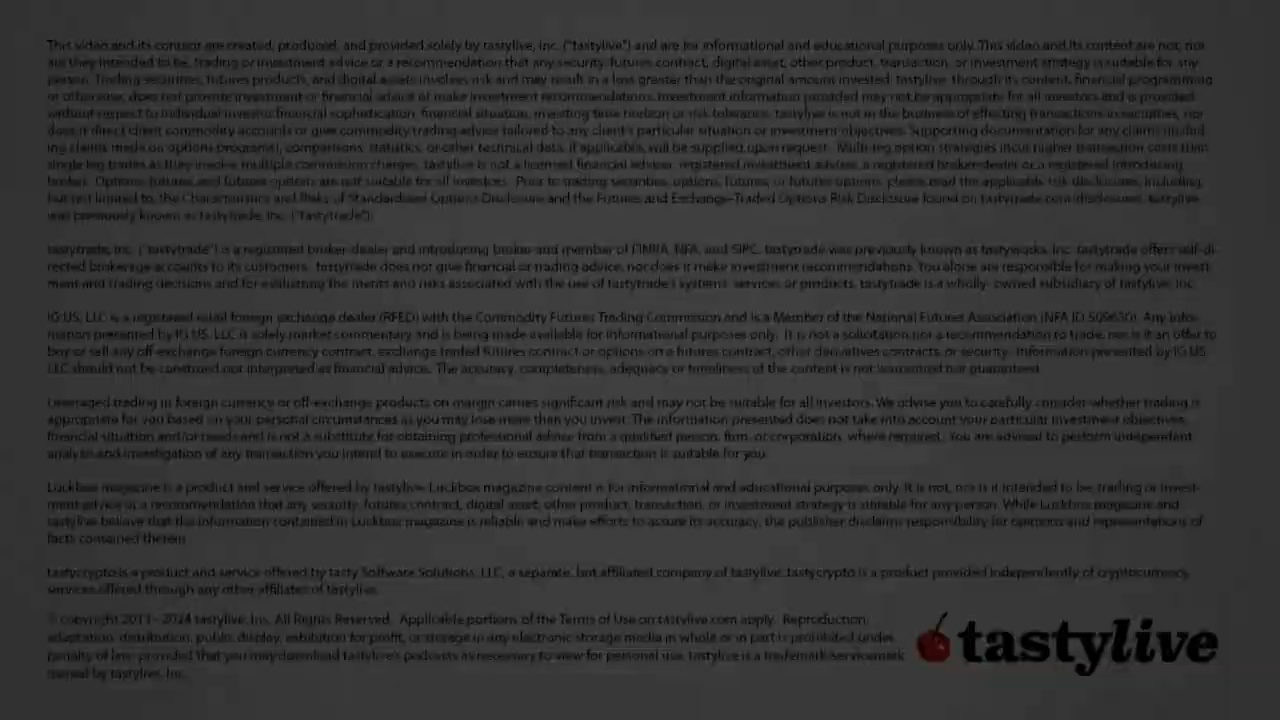 This video and its content are created, produced, and provided solely by tastylive, Inc. ("tastylive") and are for informational and educational purposes only. This video and its content are not, nor
are they intended to be, trading or investment advice or a recommendation that any security, futures contract, digital asset, other product, transaction, or investment strategy is suitable for any
person. Trading securities, futures products, and digital assets involves risk and may result in a loss greater than the original amount invested. tastylive, through its content, financial programming
or otherwise, does not provide investment or financial advice or make investment recommendations. Investment information provided may not be appropriate for all investors and is provided
without respect to individual investor financial sophistication, financial situation, investing time horizon or risk tolerance. tastylive is not in the business of effecting transactions in securities, nor
does it direct client commodity accounts or give commodity trading advice tailored to any client's particular situation or investment objectives. Supporting documentation for any claims (includ-
ing claims made on options programs), comparisons, statistics, or other technical data, if applicable, will be supplied upon request. Multi-leg option strategies incur higher transaction costs than
single leg trades as they involve multiple commission charges. tastylive is not a licensed financial adviser, registered investment adviser, a registered broker-dealer or a registered introducing
broker. Options, futures and futures options are not suitable for all investors. Prior to trading securities, options, futures, or futures options, please read the applicable risk disclosures, including,
but not limited to, the Characteristics and Risks of Standardized Options Disclosure and the Futures and Exchange-Traded Options Risk Disclosure found on tastytrade.com/disclosures. tastylive
was previously known as tastytrade, Inc. ("tastytrade").
tastytrade, Inc. ("tastytrade") is a registered broker-dealer and introducing broker and member of FINRA, NFA, and SIPC. tastytrade was previously known as tastyworks, Inc. tastytrade offers self-di-
rected brokerage accounts to its customers. tastytrade does not give financial or trading advice, nor does it make investment recommendations. You alone are responsible for making your invest-
ment and trading decisions and for evaluating the merits and risks associated with the use of tastytrade's systems, services or products. tastytrade is a wholly-owned subsidiary of tastylive, Inc.
IG US, LLC is a registered retail foreign exchange dealer (RFED) with the Commodity Futures Trading Commission and is a Member of the National Futures Association (NFA ID 509630). Any infor-
mation presented by IG US, LLC is solely market commentary and is being made available for informational purposes only. It is not a solicitation nor a recommendation to trade, nor is it an offer to
buy or sell any off-exchange foreign currency contract, exchange traded futures contract or options on a futures contract, other derivatives contracts, or security. Information presented by IG US
LLC should not be construed nor interpreted as financial advice. The accuracy, completeness, adequacy or timeliness of the content is not warranted nor guaranteed.
Leveraged trading in foreign currency or off-exchange products on margin carries significant risk and may not be suitable for all investors. We advise you to carefully consider whether trading is
appropriate for you based on your personal circumstances as you may lose more than you invest. The information presented does not take into account your particular investment objectives,
financial situation and/or needs and is not a substitute for obtaining professional advice from a qualified person, firm, or corporation, where required. You are advised to perform independent
analysis and investigation of any transaction you intend to execute in order to ensure that transaction is suitable for you.
Luckbox magazine is a product and service offered by tastylive. Luckbox magazine content is for informational and educational purposes only. It is not, nor is it intended to be, trading or invest-
ment advice or a recommendation that any security, futures contract, digital asset, other product, transaction, or investment strategy is suitable for any person. While Luckbox magazine and
tastylive believe that the information contained in Luckbox magazine is reliable and make efforts to assure its accuracy, the publisher disclaims responsibility for opinions and representations of
facts contained therein.
tastycrypto is a product and service offered by tasty Software Solutions, LLC, a separate, but affiliated company of tastylive. tastycrypto is a product provided independently of cryptocurrency
services offered through any other affiliates of tastylive.
© copyright 2011 - 2024 tastylive, Inc. All Rights Reserved. Applicable portions of the Terms of Use on tastylive.com apply. Reproduction,
adaptation, distribution, public display, exhibition for profit, or storage in any electronic storage media in whole or in part is prohibited under
penalty of law, provided that you may download tastylive's podcasts as necessary to view for personal use. tastylive is a trademark/servicemark
owned by tastylive, Inc.
tastylive